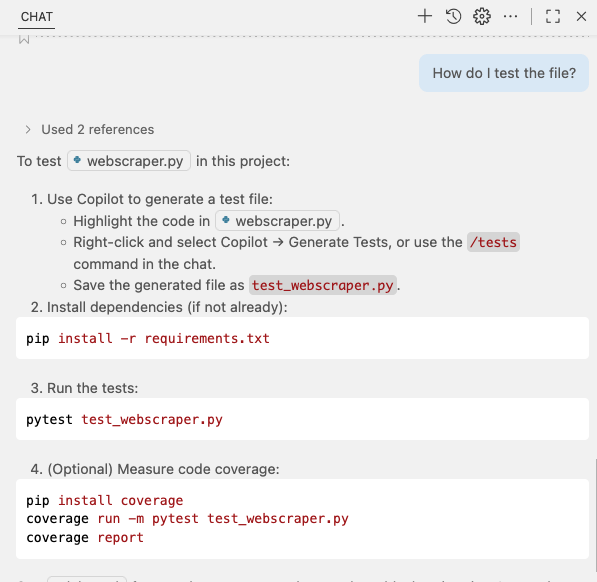 CHAT
How do I test the file?
Used 2 references
To test webscraper.py in this project:
1. Use Copilot to generate a test file:
Highlight the code in webscraper.py.
Right-click and select Copilot → Generate Tests, or use the /tests
command in the chat.
Save the generated file as test_webscraper.py.
2. Install dependencies (if not already):
pip install -r requirements.txt
3. Run the tests:
pytest test_webscraper.py
4. (Optional) Measure code coverage:
pip install coverage
coverage run -m pytest test_webscraper.py
coverage report